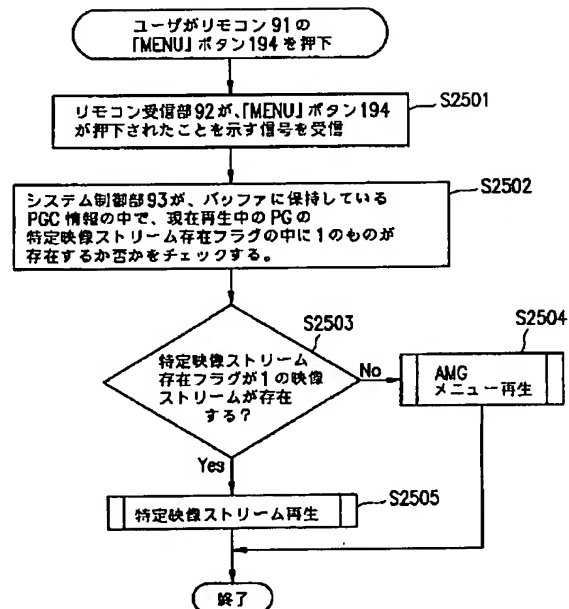 ユーザがリモコン91の
「MENU」ボタン194を押下
S2501
リモコン受信部92が、「MENU」ボタン194
が押下されたことを示す信号を受信
S2502
システム制御部93が、バッファに保持している
PGC情報の中で、現在再生中のPGの
特定映像ストリーム存在フラグの中に1のものが
存在するか否かをチェックする。
S2503
特定映像ストリーム
存在フラグが1の映像
ストリームが存在
する?
No
S2504
AMG
メニュー再生
Yes
S2505
特定映像ストリーム再生
終了